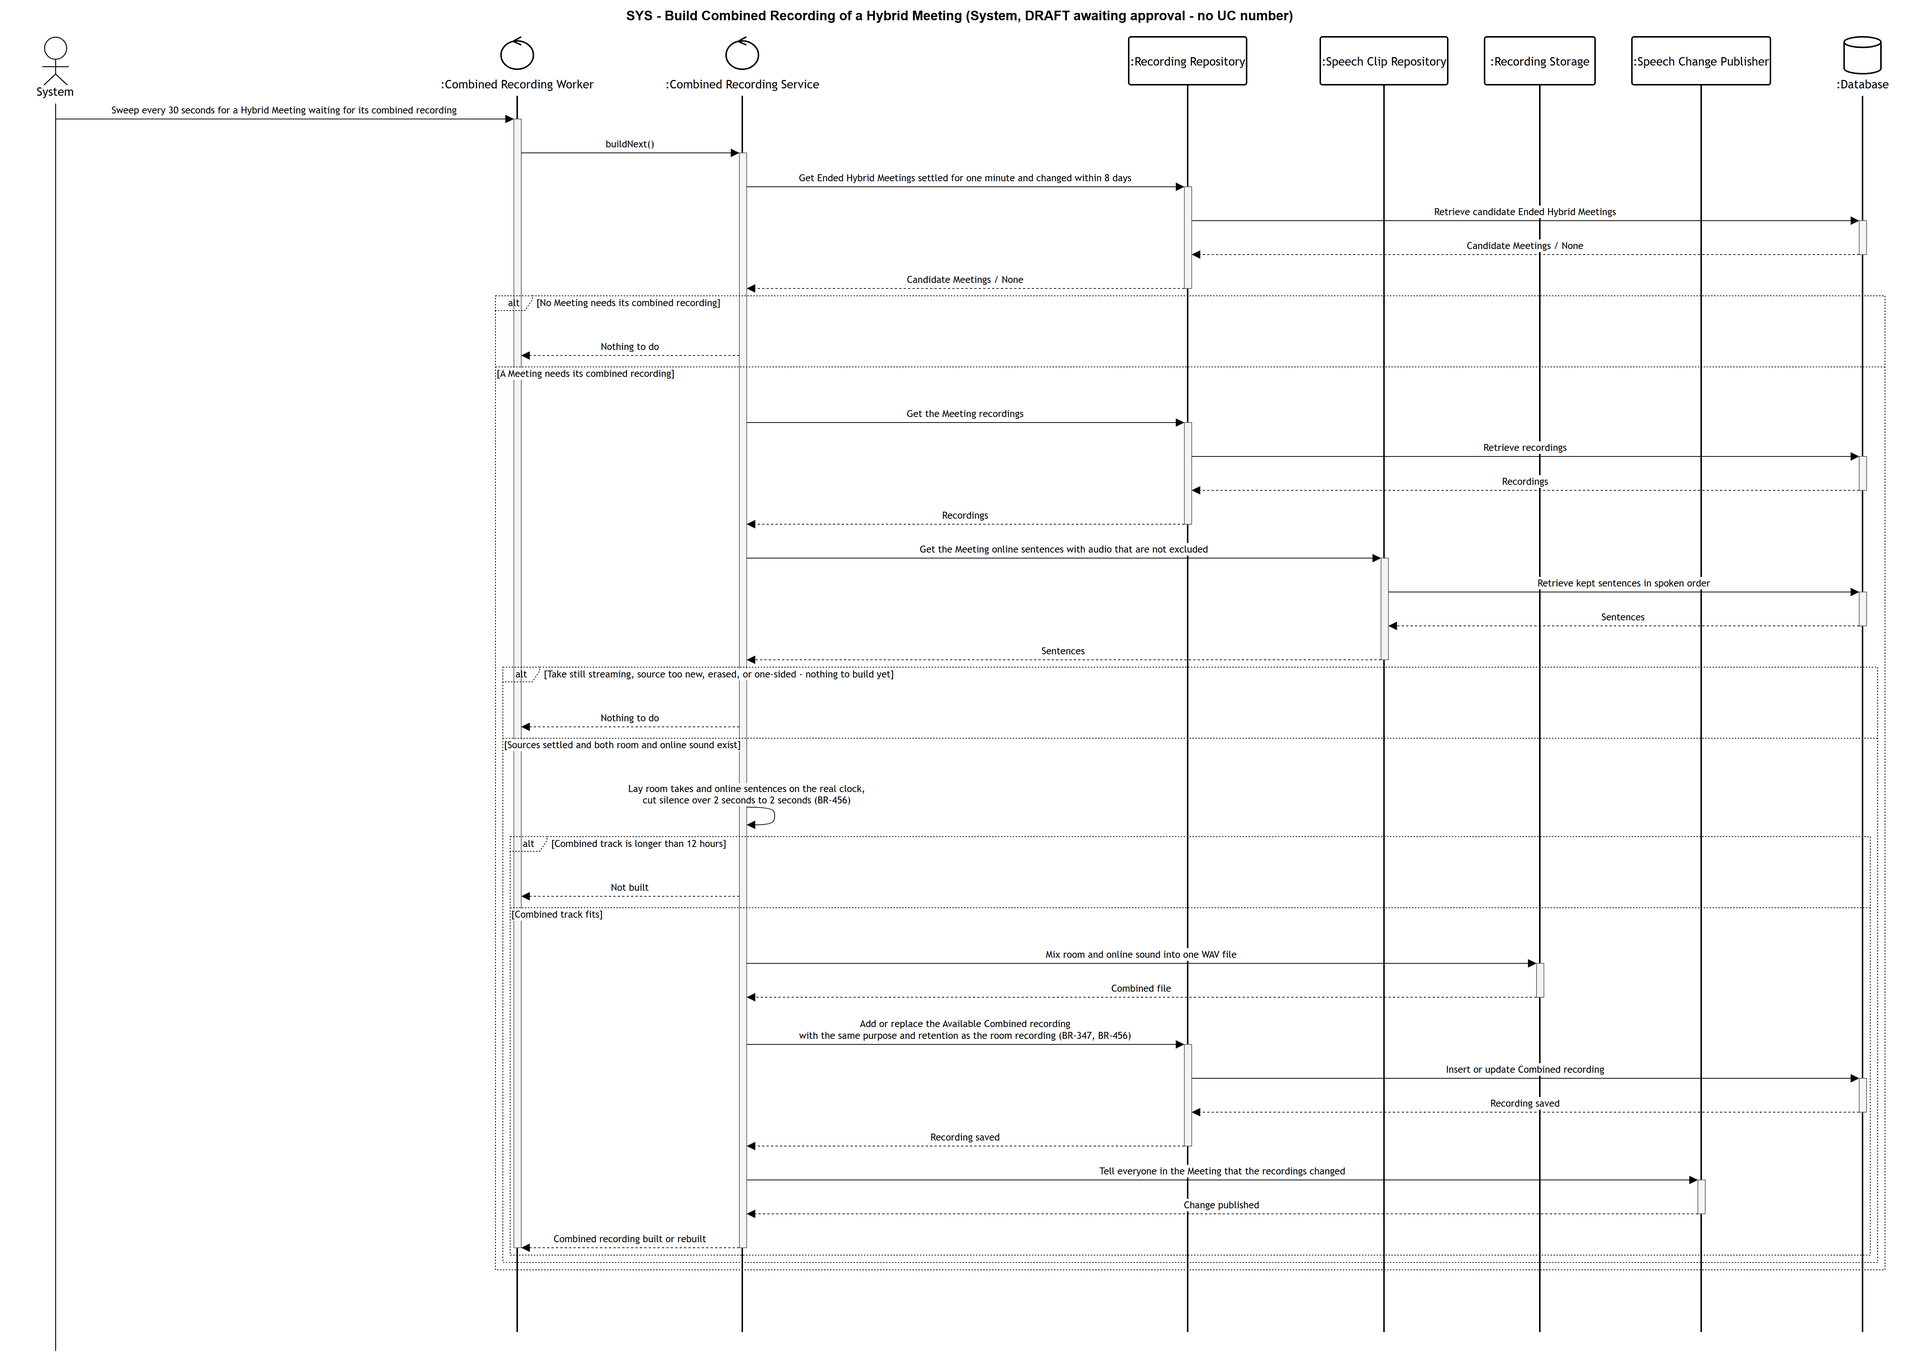 SYS - Build Combined Recording of a Hybrid Meeting (System, DRAFT awaiting approval - no UC number)
System
:Combined Recording Worker
:Combined Recording Service
:Recording Repository
:Speech Clip Repository
:Recording Storage
:Speech Change Publisher
:Database
Sweep every 30 seconds for a Hybrid Meeting waiting for its combined recording
buildNext()
Get Ended Hybrid Meetings settled for one minute and changed within 8 days
Retrieve candidate Ended Hybrid Meetings
Candidate Meetings / None
Candidate Meetings / None
alt [No Meeting needs its combined recording]
Nothing to do
[A Meeting needs its combined recording]
Get the Meeting recordings
Retrieve recordings
Recordings
Recordings
Get the Meeting online sentences with audio that are not excluded
Retrieve kept sentences in spoken order
Sentences
Sentences
alt [Take still streaming, source too new, erased, or one-sided - nothing to build yet]
Nothing to do
[Sources settled and both room and online sound exist]
Lay room takes and online sentences on the real clock,
cut silence over 2 seconds to 2 seconds (BR-456)
alt [Combined track is longer than 12 hours]
Not built
[Combined track fits]
Mix room and online sound into one WAV file
Combined file
Add or replace the Available Combined recording
with the same purpose and retention as the room recording (BR-347, BR-456)
Insert or update Combined recording
Recording saved
Recording saved
Tell everyone in the Meeting that the recordings changed
Change published
Combined recording built or rebuilt